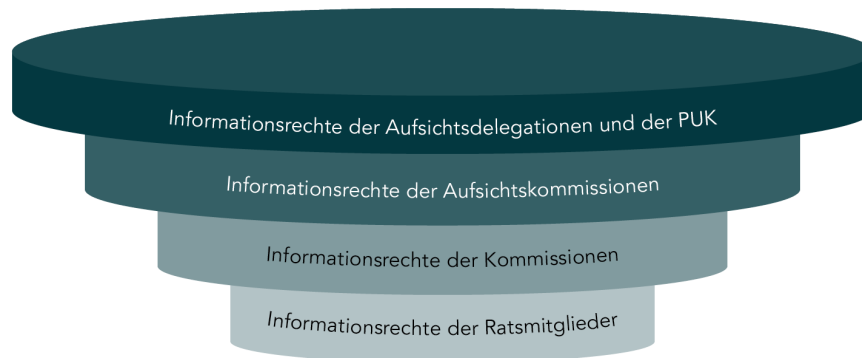 Informationsrechte der Aufsichtsdelegationen und der PUK
Informationsrechte der Aufsichtskommissionen
Informationsrechte der Kommissionen
Informationsrechte der Ratsmitglieder